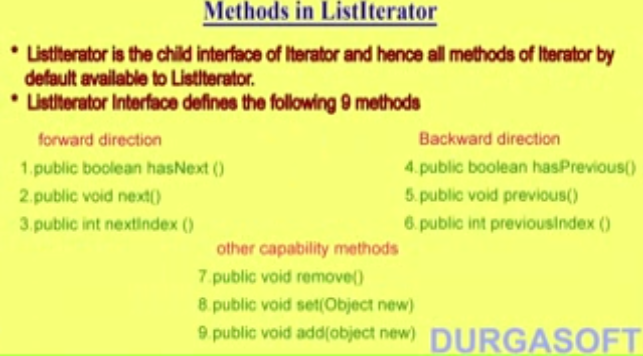 Methods in ListIterator
* ListIterator is the child interface of Iterator and hence all methods of Iterator by
default available to ListIterator.
* ListIterator Interface defines the following 9 methods
forward direction
1.public boolean hasNext ()
2.public void next()
3.public int nextIndex ()
Backward direction
4.public boolean hasPrevious()
5.public void previous()
6.public int previousIndex ()
other capability methods
7.public void remove()
8.public void set(Object new)
9.public void add(object new)
DURGASOFT